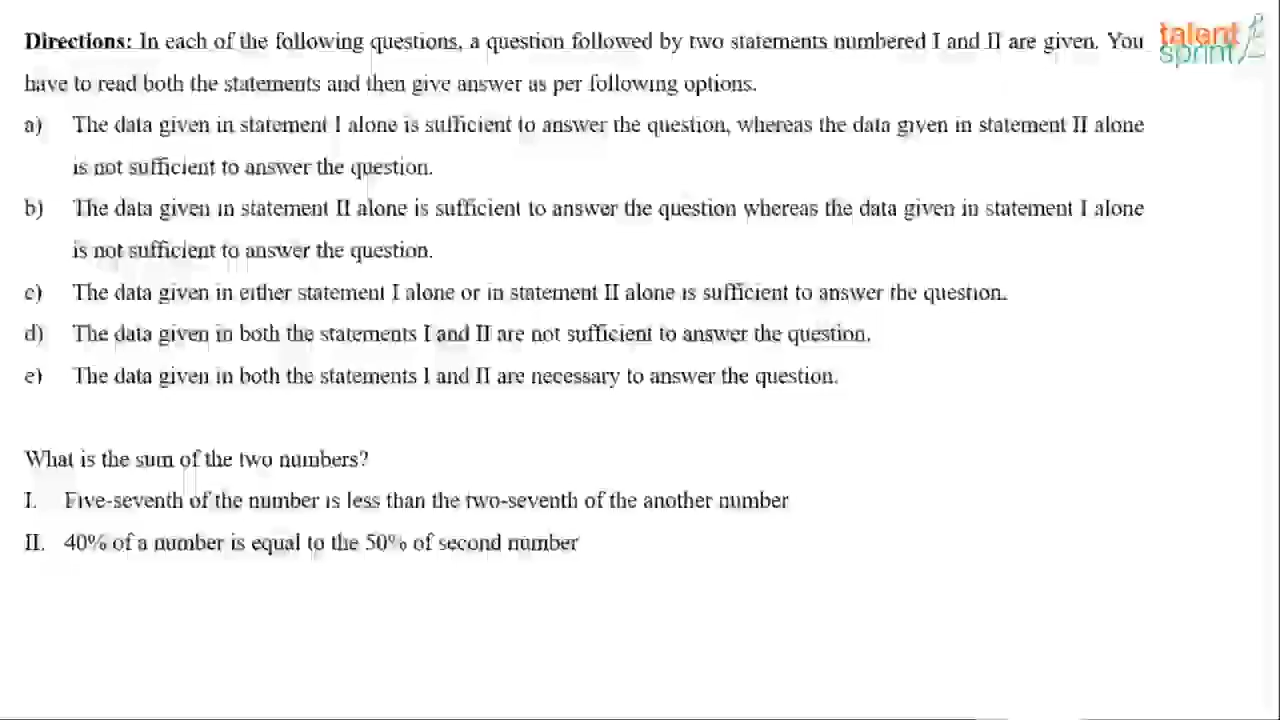 Directions: In each of the following questions, a question followed by two statements numbered I and II are given. You
have to read both the statements and then give answer as per following options.
a) The data given in statement I alone is sufficient to answer the question, whereas the data given in statement II alone
is not sufficient to answer the question.
b) The data given in statement II alone is sufficient to answer the question whereas the data given in statement I alone
is not sufficient to answer the question.
c) The data given in either statement I alone or in statement II alone is sufficient to answer the question.
d) The data given in both the statements I and II are not sufficient to answer the question.
e) The data given in both the statements I and II are necessary to answer the question.
What is the sum of the two numbers?
I. Five-seventh of the number is less than the two-seventh of the another number
II. 40% of a number is equal to the 50% of second number
talent
sprint